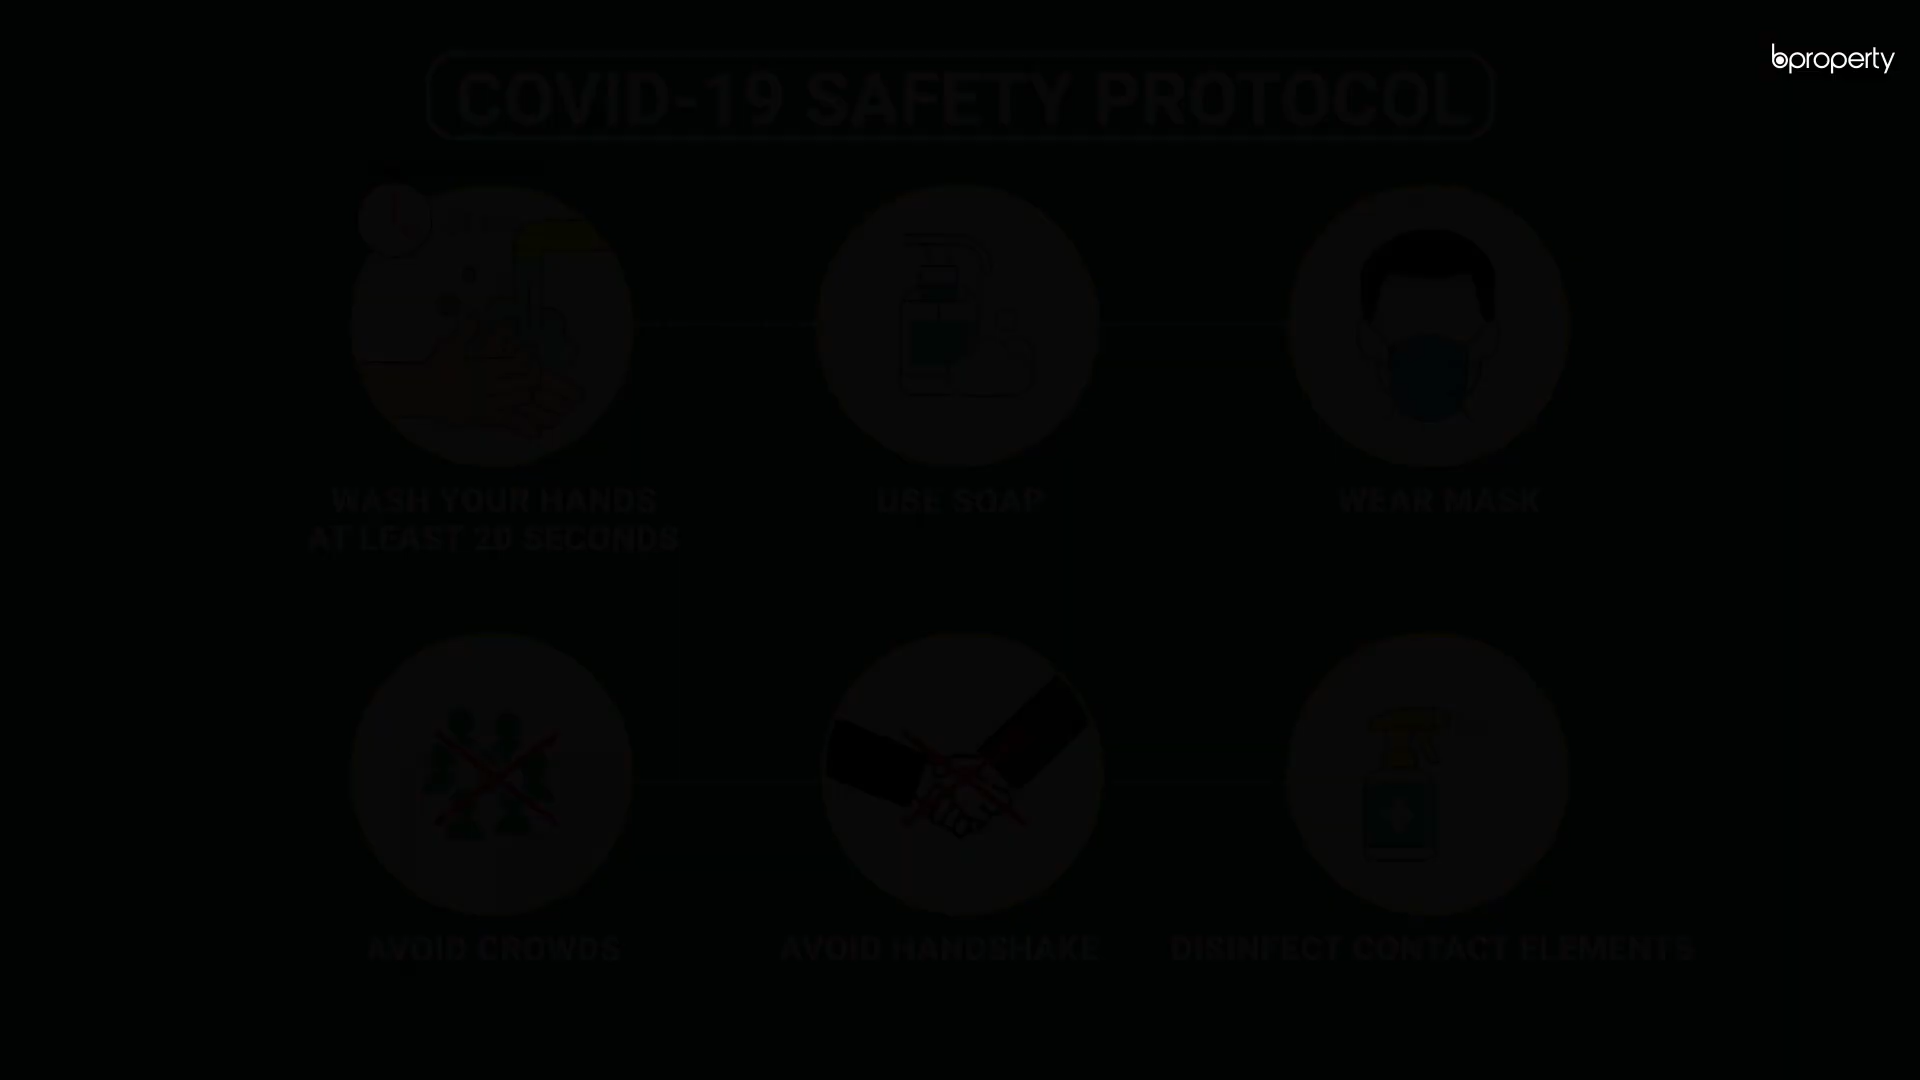 bproperty
COVID-19 SAFETY PROTOCOL
WASH YOUR HANDS
AT LEAST 20 SECONDS
USE SOAP
WEAR MASK
AVOID CROWDS
AVOID HANDSHAKE
DISINFECT CONTACT ELEMENTS